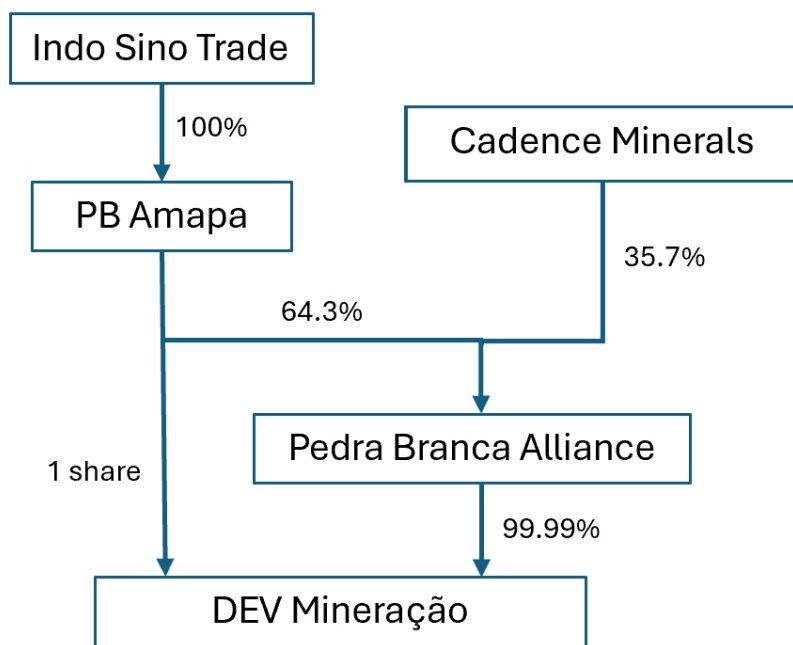 Indo Sino Trade
100%
Cadence Minerals
PB Amapa
35.7%
64.3%
Pedra Branca Alliance
1 share
99.99%
DEV Mineração